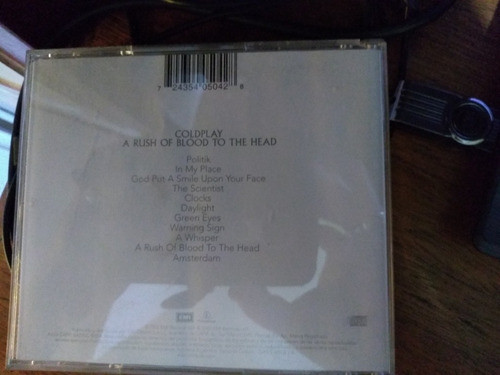 7 24354 05042 8
COLDPLAY
A RUSH OF BLOOD TO THE HEAD
Politik
In My Place
God Put A Smile Upon Your Face
The Scientist
Clocks
Daylight
Green Eyes
Warning Sign
A Whisper
A Rush Of Blood To The Head
Amsterdam
EMI